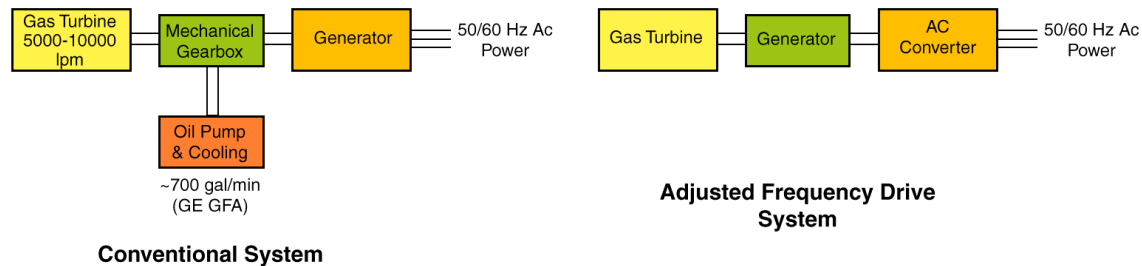 Gas Turbine
5000-10000
lpm
Mechanical
Gearbox
Generator
50/60 Hz Ac
Power
Oil Pump
& Cooling
~700 gal/min
(GE GFA)
Conventional System
Gas Turbine
Generator
AC
Converter
50/60 Hz Ac
Power
Adjusted Frequency Drive
System